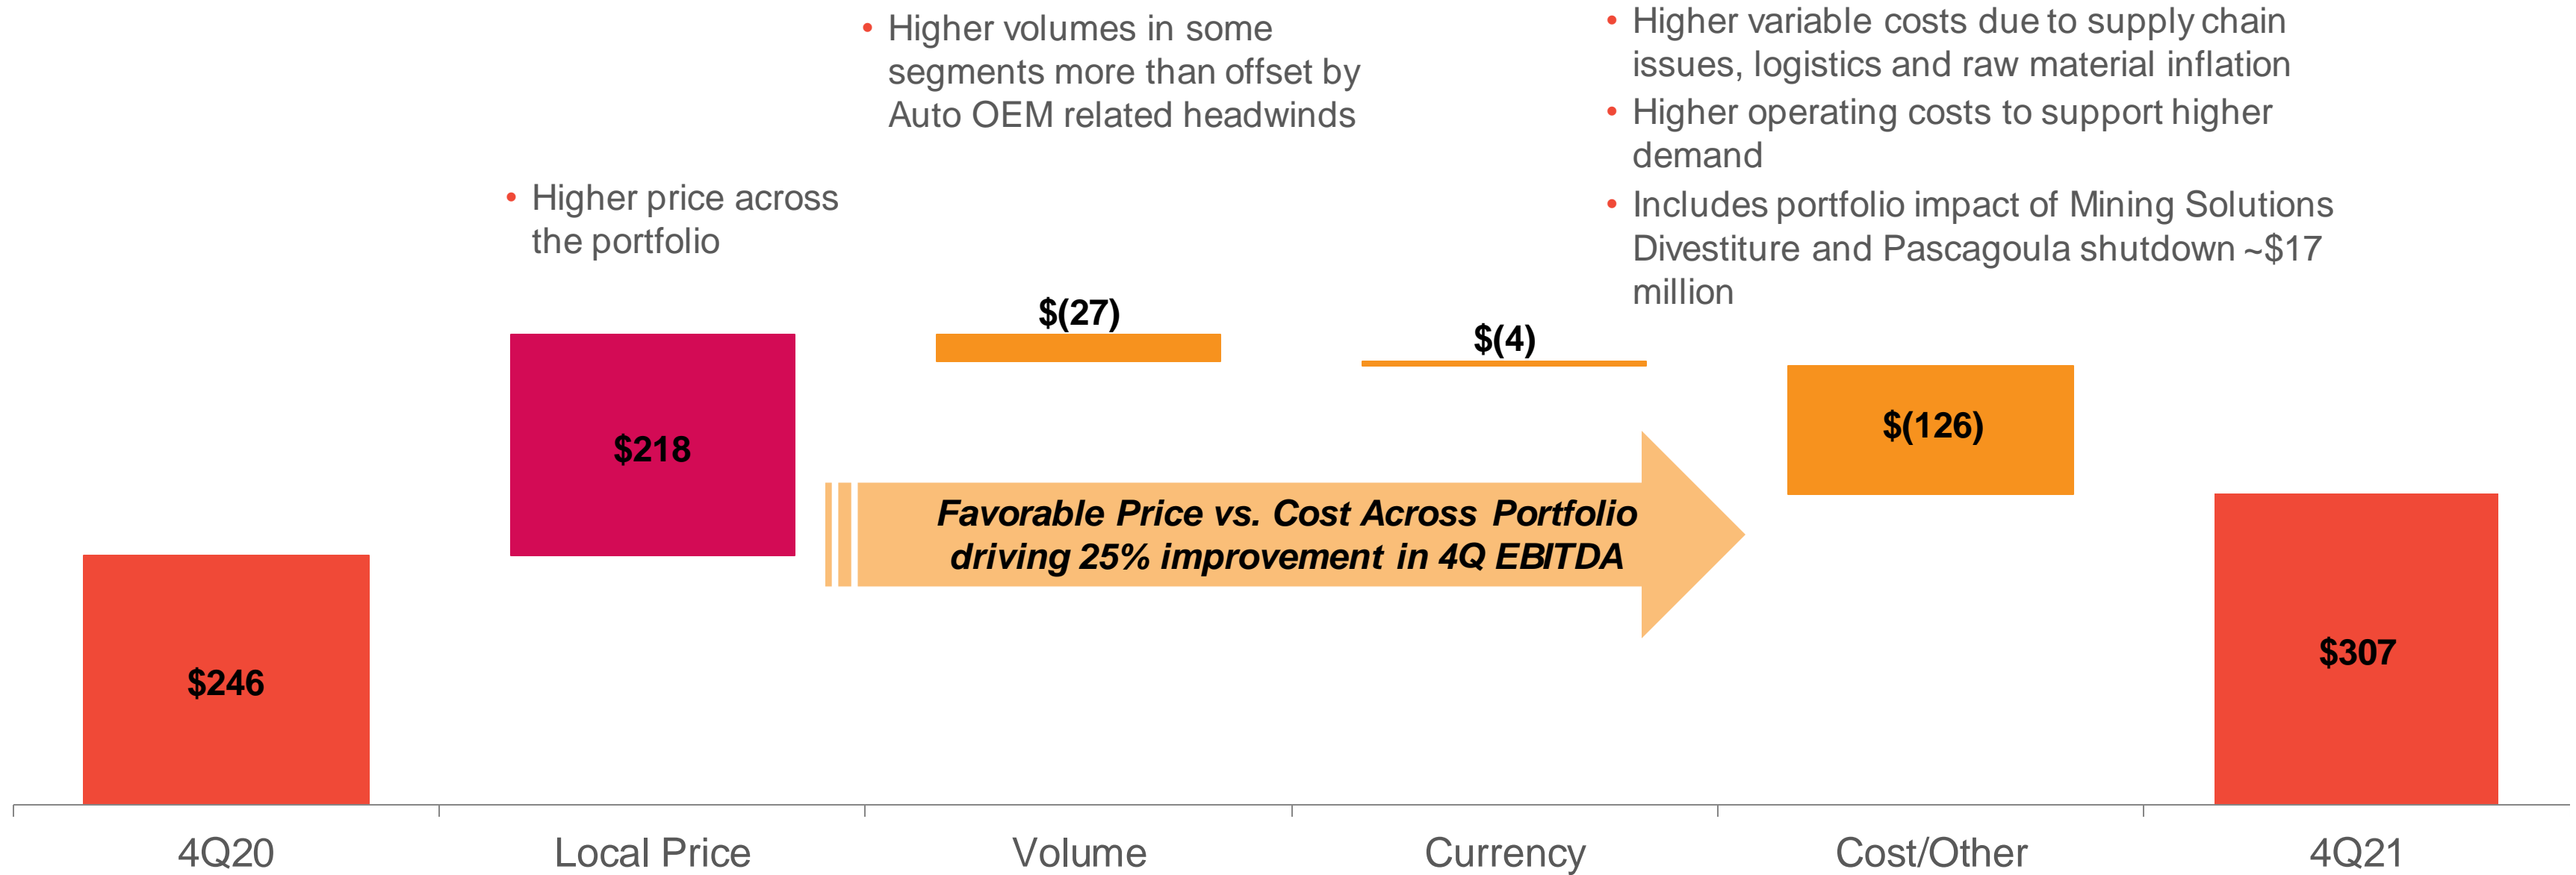 • Higher volumes in some
segments more than offset by
Auto OEM related headwinds
• Higher variable costs due to supply chain
issues, logistics and raw material inflation
• Higher operating costs to support higher
demand
• Includes portfolio impact of Mining Solutions
Divestiture and Pascagoula shutdown ~$17
million
• Higher price across
the portfolio
$(27)
$(4)
$218
$(126)
Favorable Price vs. Cost Across Portfolio
driving 25% improvement in 4Q EBITDA
$246
$307
4Q20
Local Price
Volume
Currency
Cost/Other
4Q21